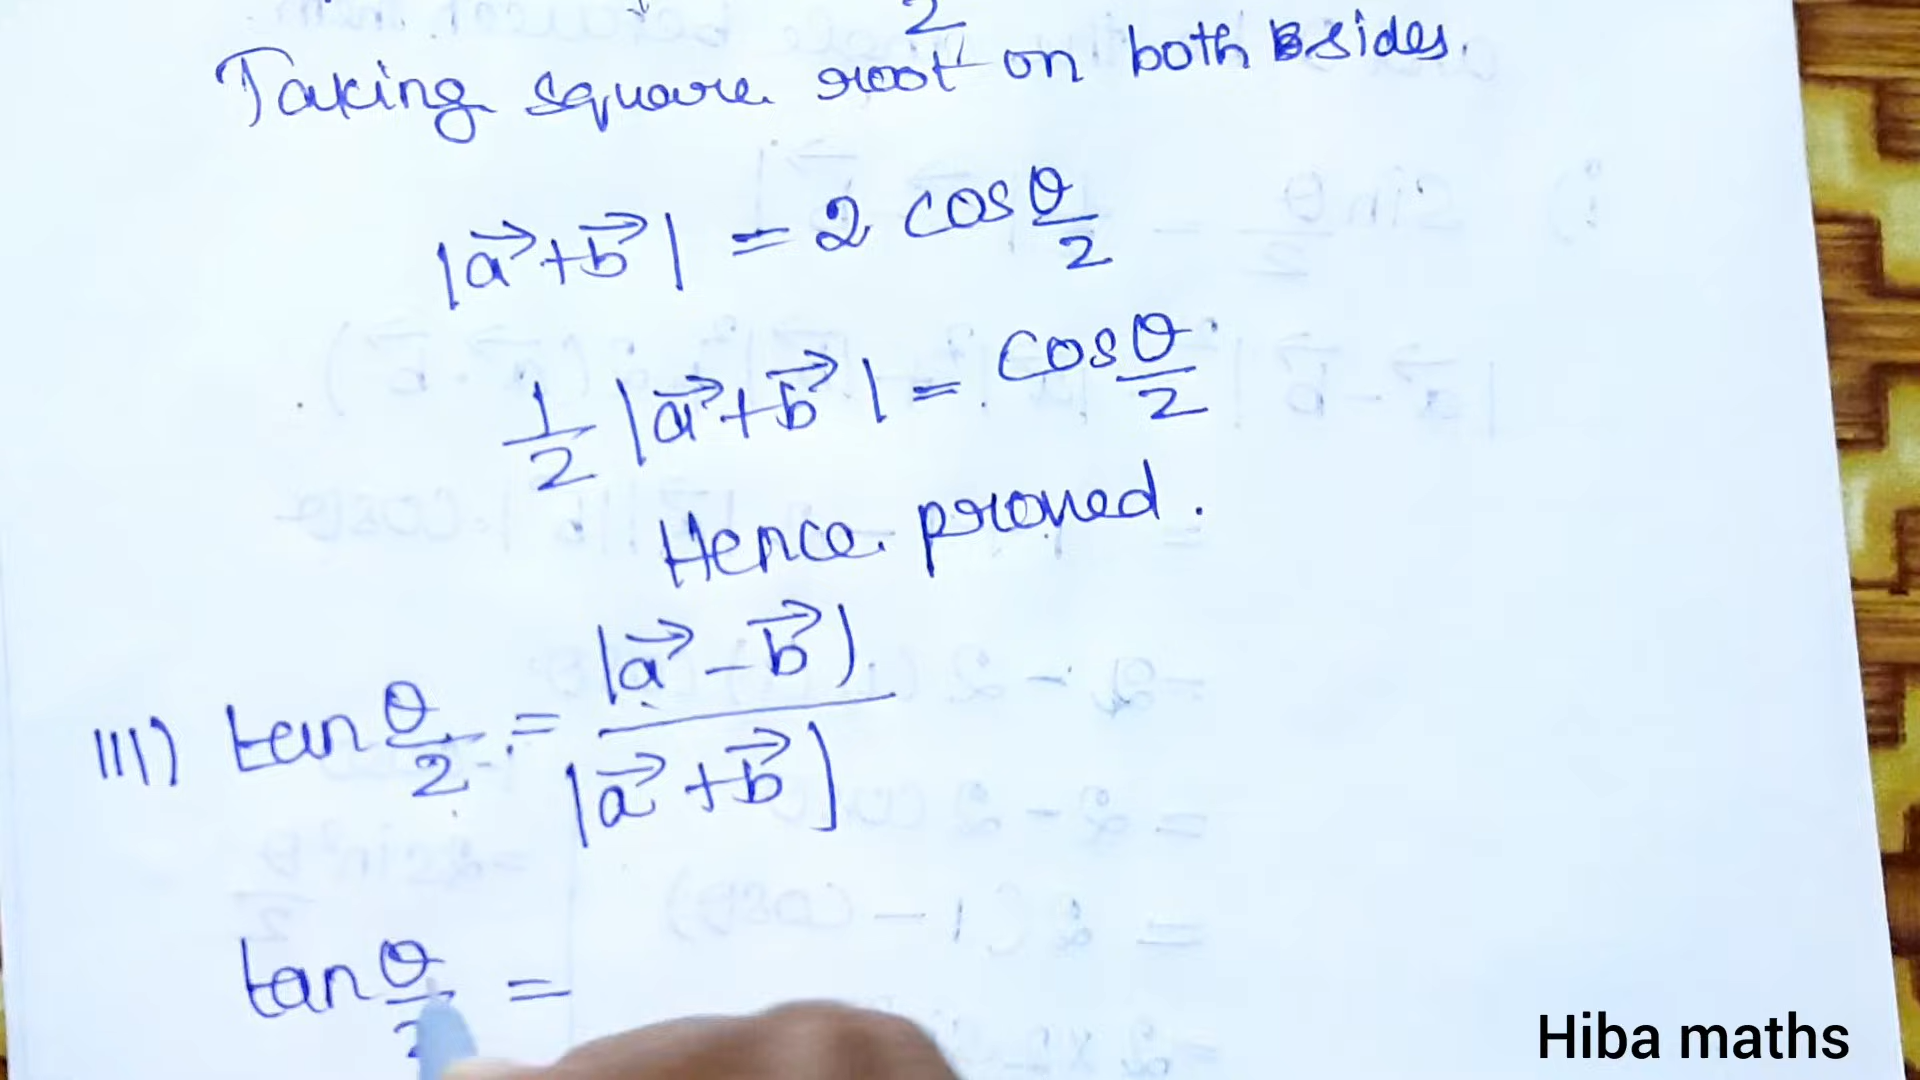 2
Taking square root on both sides.
|a⃗+b⃗| = 2 cos θ/2
1/2 |a⃗+b⃗| = cos θ/2
Hence proved.
III) tan θ/2 = |a⃗-b⃗| / |a⃗+b⃗|
tan θ/2 =
Hiba maths